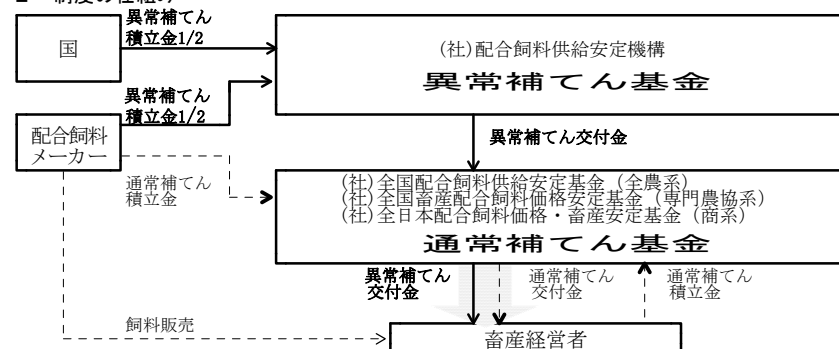 異常補てん
積立金1/2
国
(社)配合飼料供給安定機構
異常補てん基金
異常補てん
積立金1/2
配合飼料
メーカー
異常補てん交付金
通常補てん
積立金
(社)全国配合飼料供給安定基金（全農系）
(社)全国畜産配合飼料価格安定基金（専門農協系）
(社)全日本配合飼料価格・畜産安定基金（商系）
通常補てん基金
異常補てん
交付金
通常補てん
交付金
通常補てん
積立金
飼料販売
畜産経営者